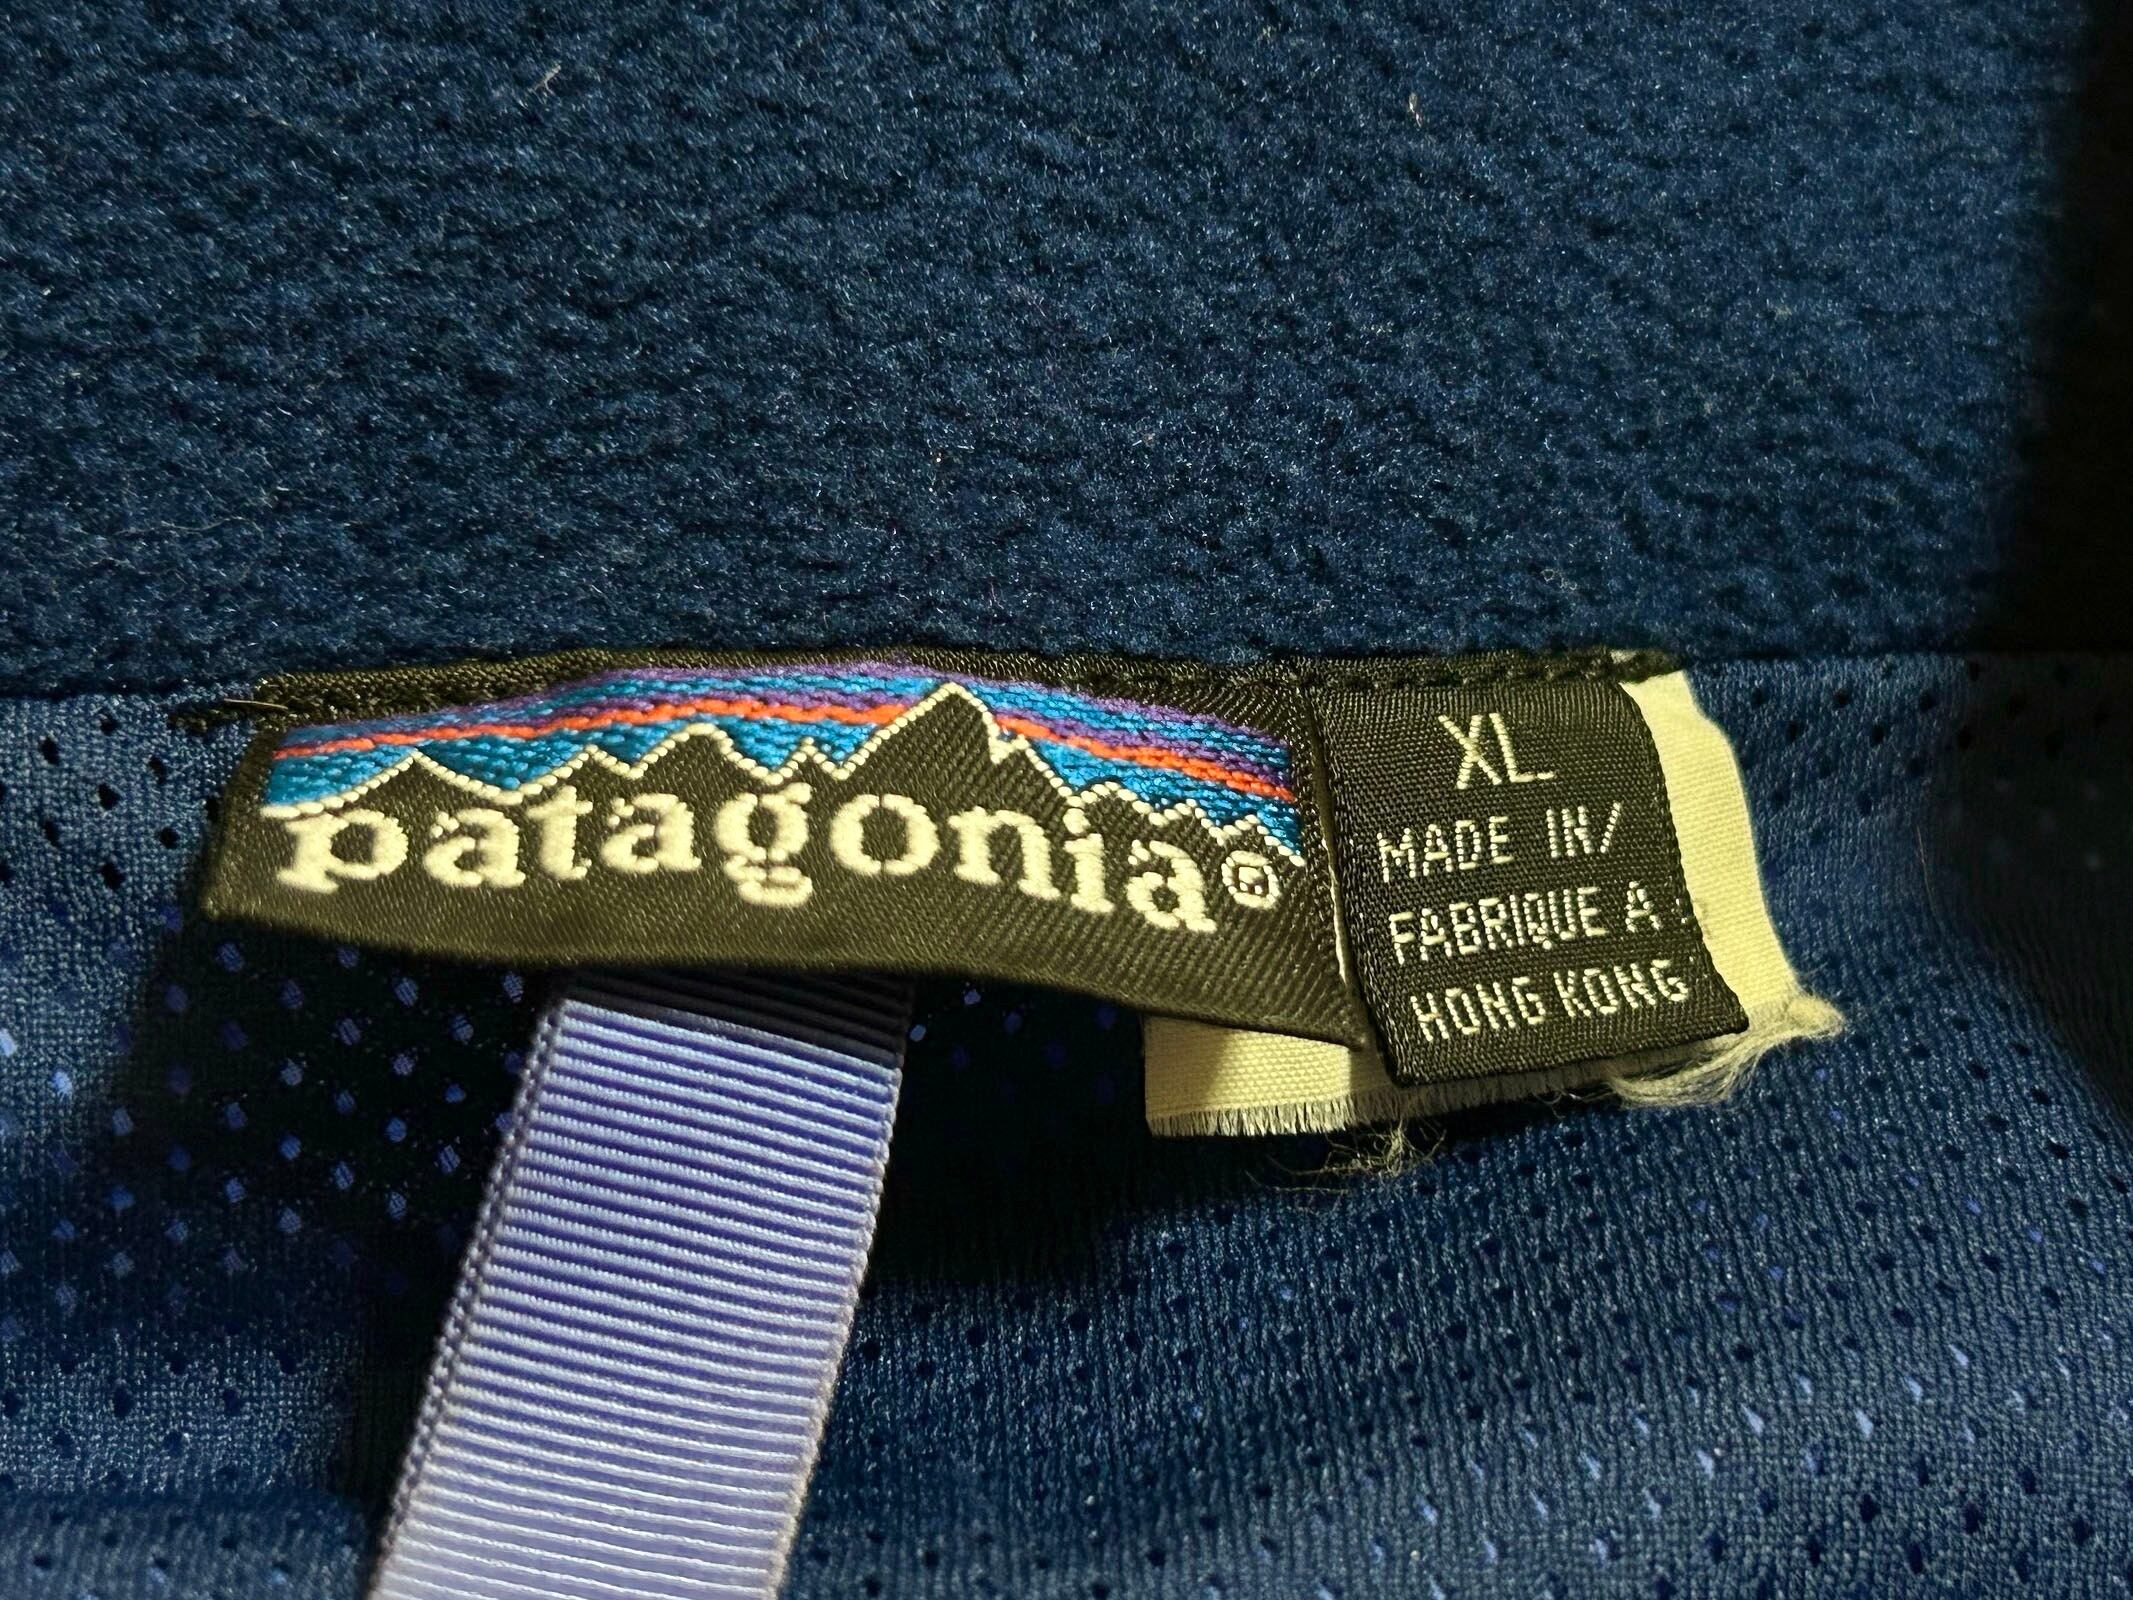 patagonia®
XL
MADE IN/
FABRIQUE A
HONG KONG